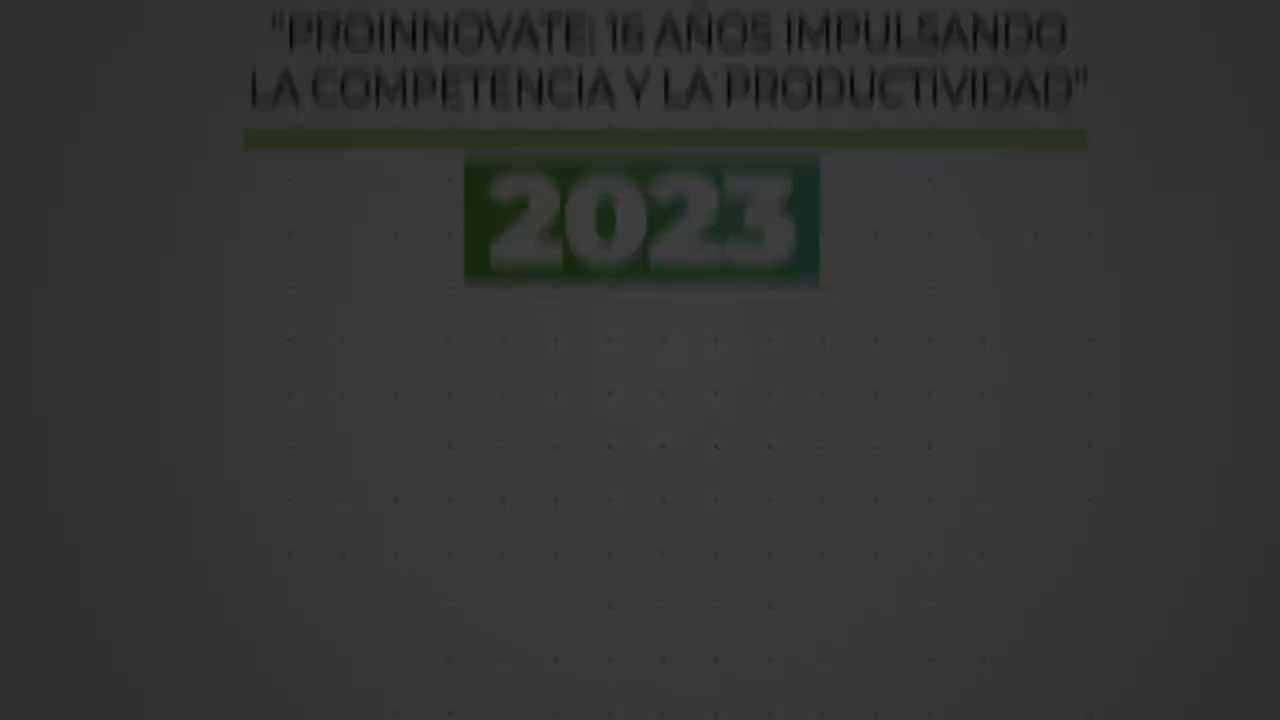 "PROINNOVATE: 16 AÑOS IMPULSANDO
LA COMPETENCIA Y LA PRODUCTIVIDAD"
2023